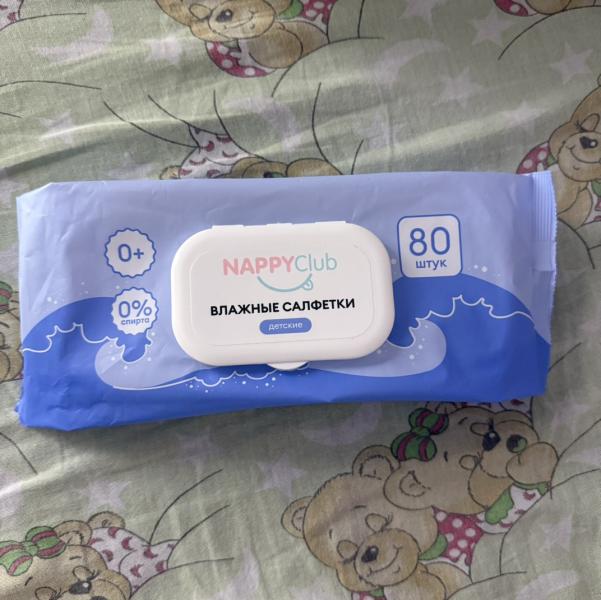 0+
0%
спирта
NAPPYClub
ВЛАЖНЫЕ САЛФЕТКИ
детские
80
штук